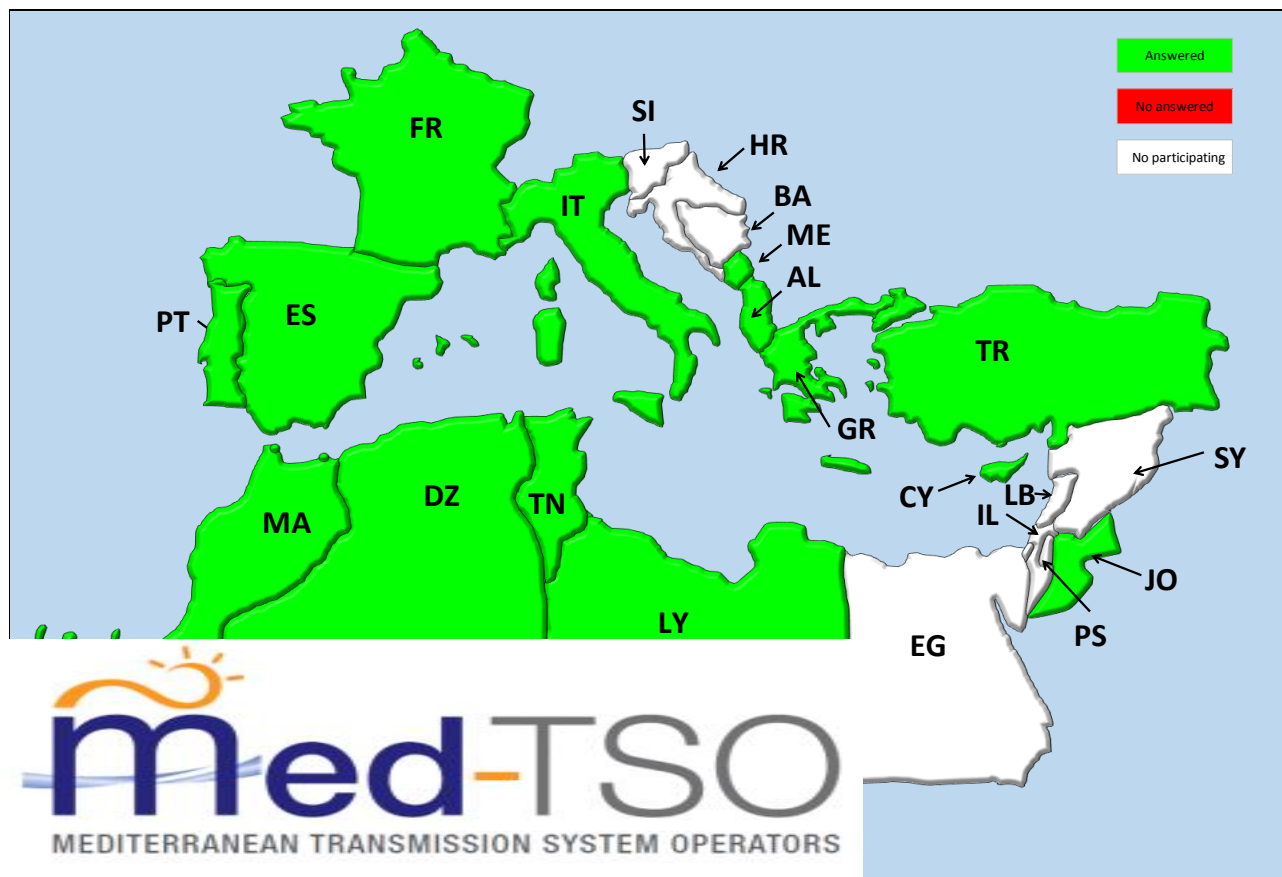 Answered
No answered
No participating
FR
SI
HR
IT
BA
ME
AL
PT
ES
TR
GR
SY
CY
LB
DZ
TN
IL
MA
JO
LY
PS
EG
Med-TSO
MEDITERRANEAN TRANSMISSION SYSTEM OPERATORS